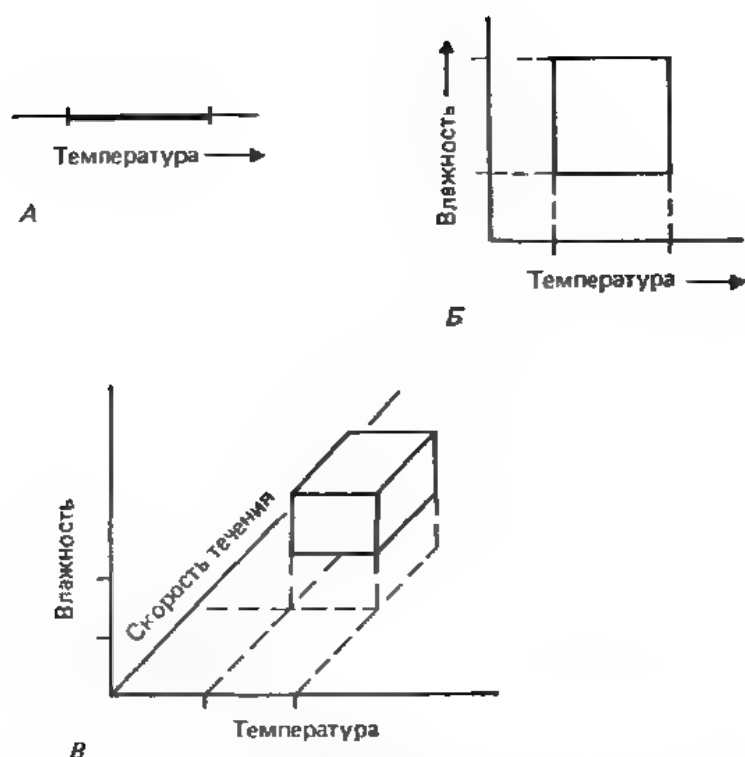 Температура
А
Влажность
Температура
Б
Влажность
Скорость течения
Температура
В